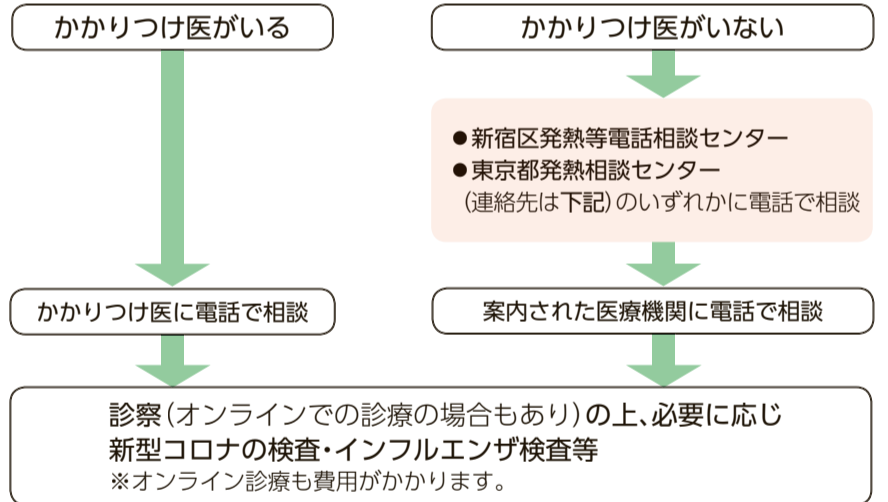 かかりつけ医がいる
かかりつけ医がいない
●新宿区発熱等電話相談センター
●東京都発熱相談センター
(連絡先は下記)のいずれかに電話で相談
かかりつけ医に電話で相談
案内された医療機関に電話で相談
診察(オンラインでの診療の場合もあり)の上、必要に応じ
新型コロナの検査・インフルエンザ検査等
※オンライン診療も費用がかかります。